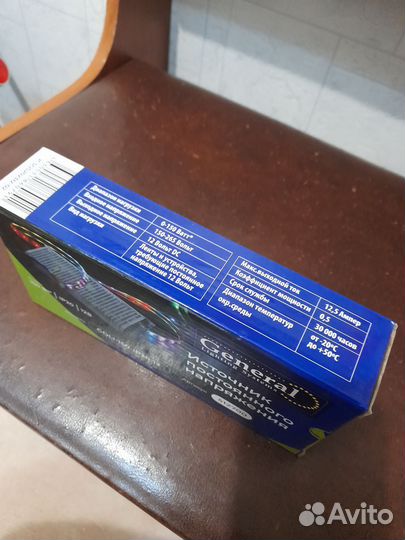 Диапазон нагрузки
0-150 Ватт*
Входное напряжение
150-265 Вольт
Выходное напряжение
12 Вольт DC
Вид нагрузки
Ленты и устройства,
требующих постоянное
напряжение 12 Вольт
Макс.выходной ток
12,5 Ампер
Коэффициент мощности
0,5
Срок службы
30 000 часов
Диапазон температур
окр.среды
от -20°C
до +50°C
General
Источник
постоянного
напряжения
Avito